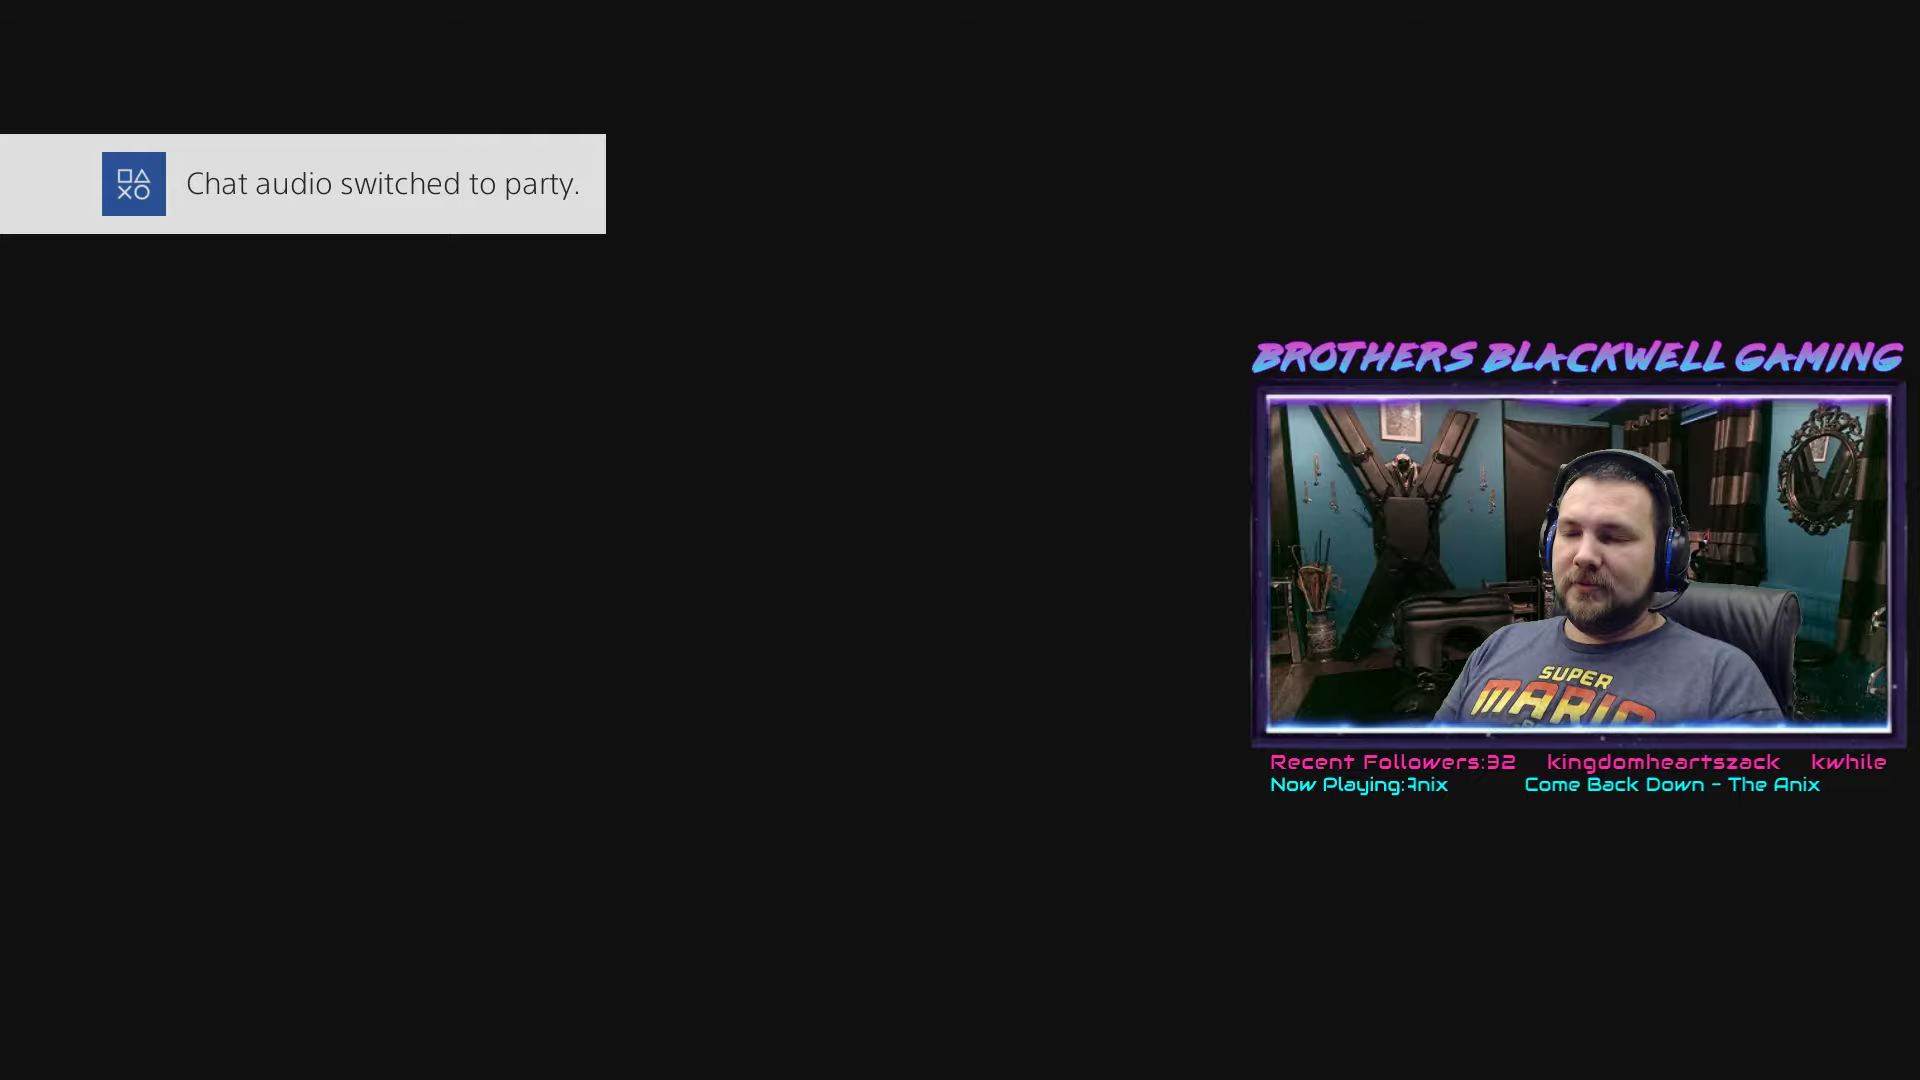 Chat audio switched to party.
BROTHERS BLACKWELL GAMING
SUPER
MARIO
Recent Followers:32 kingdomheartszack kwhile
Now Playing: Anix Come Back Down - The Anix